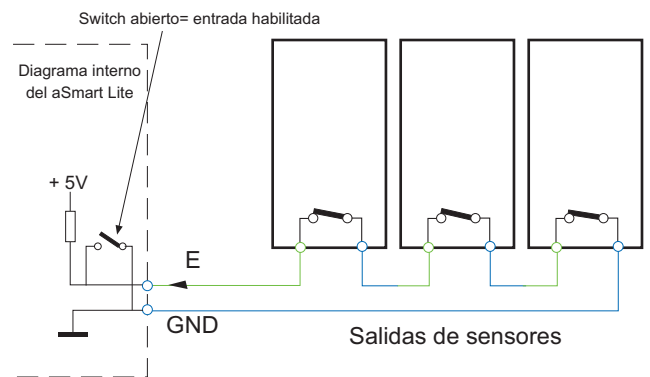 Switch abierto= entrada habilitada
Diagrama interno
del aSmart Lite
+ 5V
E
GND
Salidas de sensores